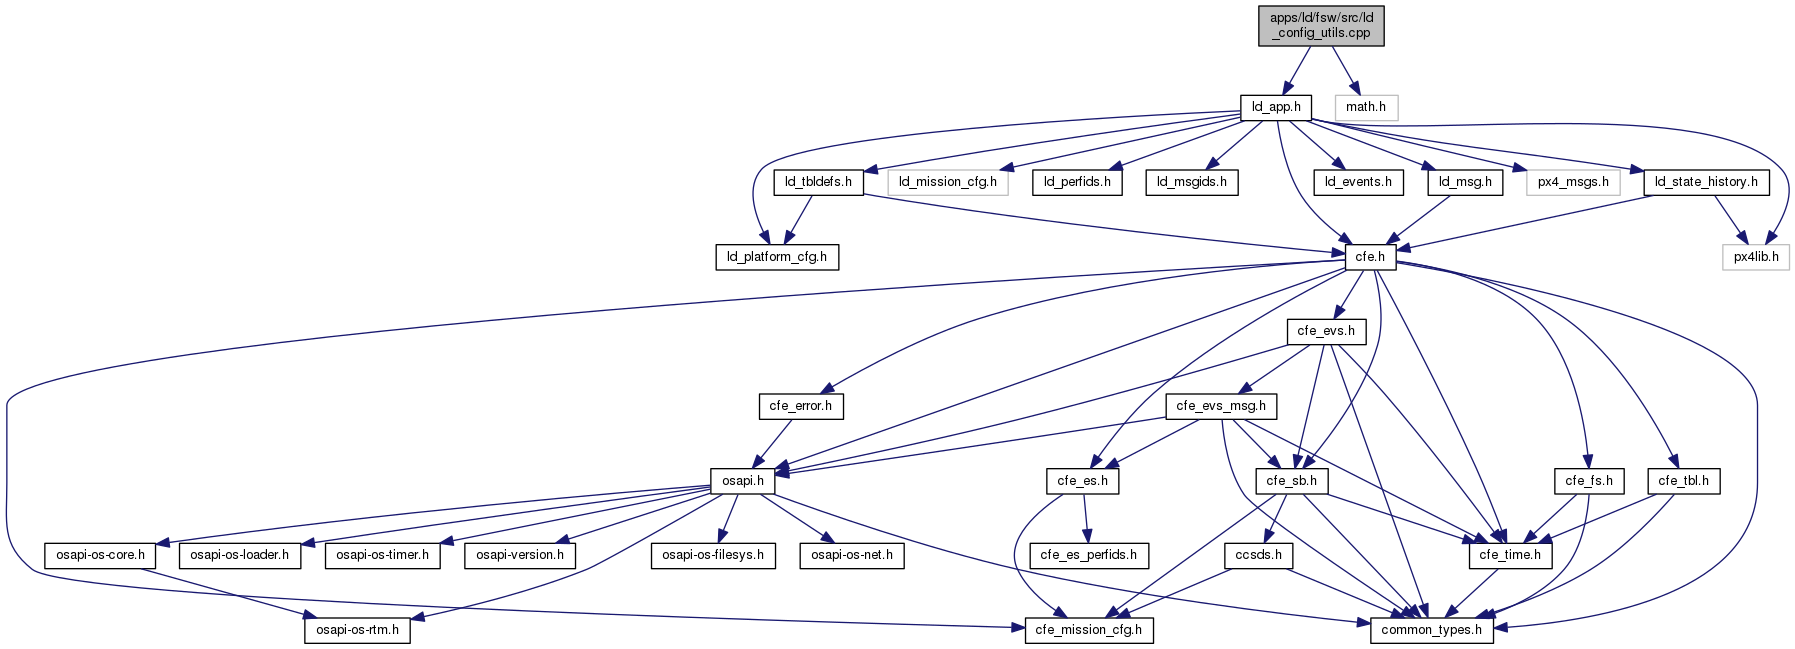 apps/ld/fsw/src/ld
_config_utils.cpp
ld_app.h
math.h
ld_tbldefs.h
ld_mission_cfg.h
ld_perfids.h
ld_msgids.h
ld_events.h
ld_msg.h
px4_msgs.h
ld_state_history.h
ld_platform_cfg.h
cfe.h
px4lib.h
cfe_evs.h
cfe_error.h
cfe_evs_msg.h
osapi.h
cfe_es.h
cfe_sb.h
cfe_fs.h
cfe_tbl.h
osapi-os-core.h
osapi-os-loader.h
osapi-os-timer.h
osapi-version.h
osapi-os-filesys.h
osapi-os-net.h
cfe_es_perfids.h
ccsds.h
cfe_time.h
osapi-os-rtm.h
cfe_mission_cfg.h
common_types.h